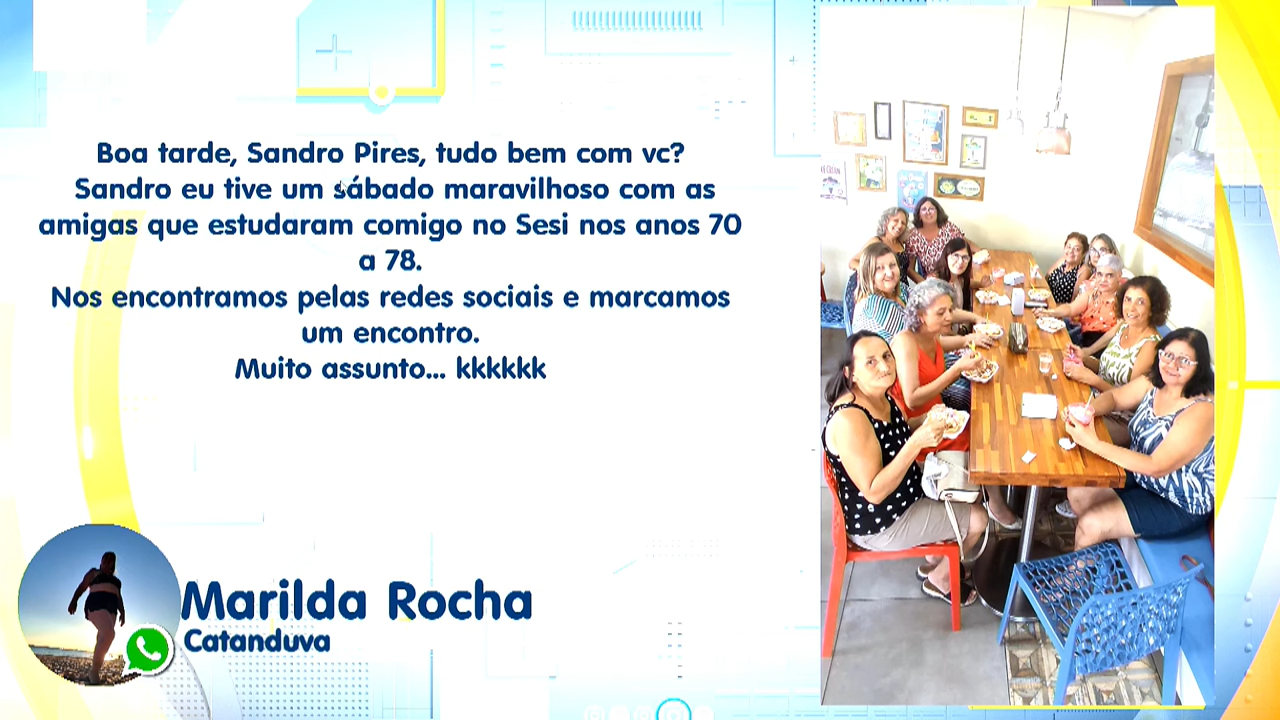 Boa tarde, Sandro Pires, tudo bem com vc?
Sandro eu tive um sábado maravilhoso com as
amigas que estudaram comigo no Sesi nos anos 70
a 78.
Nos encontramos pelas redes sociais e marcamos
um encontro.
Muito assunto... kkkkkk
Marilda Rocha
Catanduva